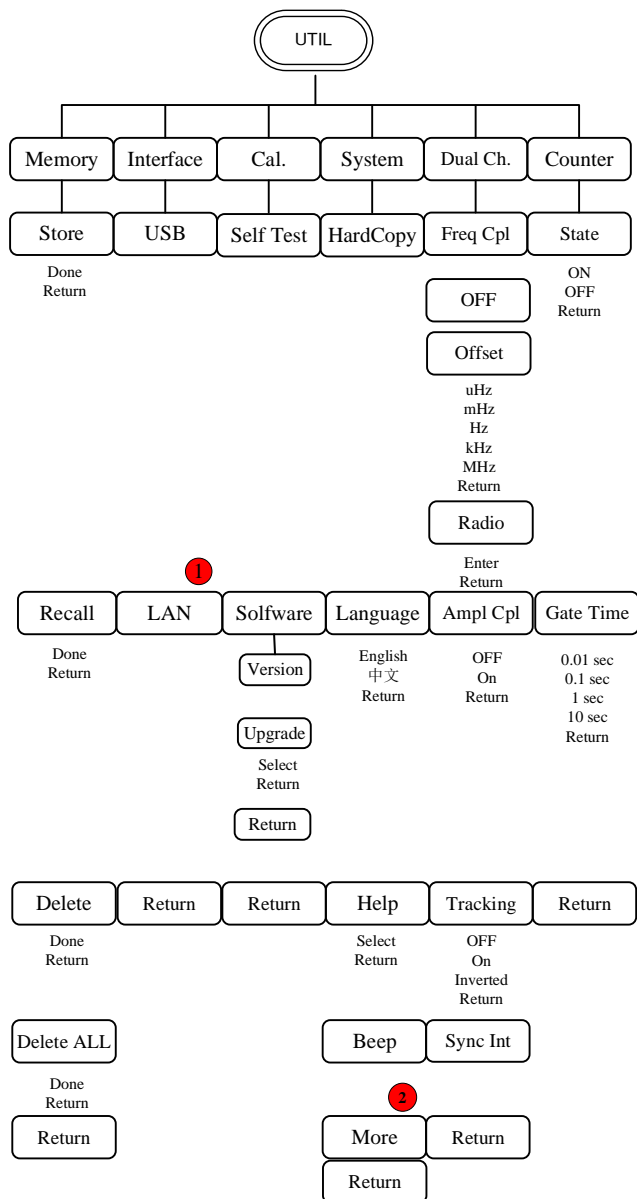 UTIL
Memory
Interface
Cal.
System
Dual Ch.
Counter
Store
USB
Self Test
HardCopy
Freq Cpl
State
Done
Return
ON
OFF
Return
OFF
Offset
uHz
mHz
Hz
kHz
MHz
Return
Radio
Enter
Return
1
Recall
LAN
Solfware
Language
Ampl Cpl
Gate Time
Done
Return
Version
English
中文
Return
OFF
On
Return
0.01 sec
0.1 sec
1 sec
10 sec
Return
Upgrade
Select
Return
Return
Delete
Return
Return
Help
Tracking
Return
Done
Return
Select
Return
OFF
On
Inverted
Return
Delete ALL
Beep
Sync Int
Done
Return
2
Return
More
Return
Return